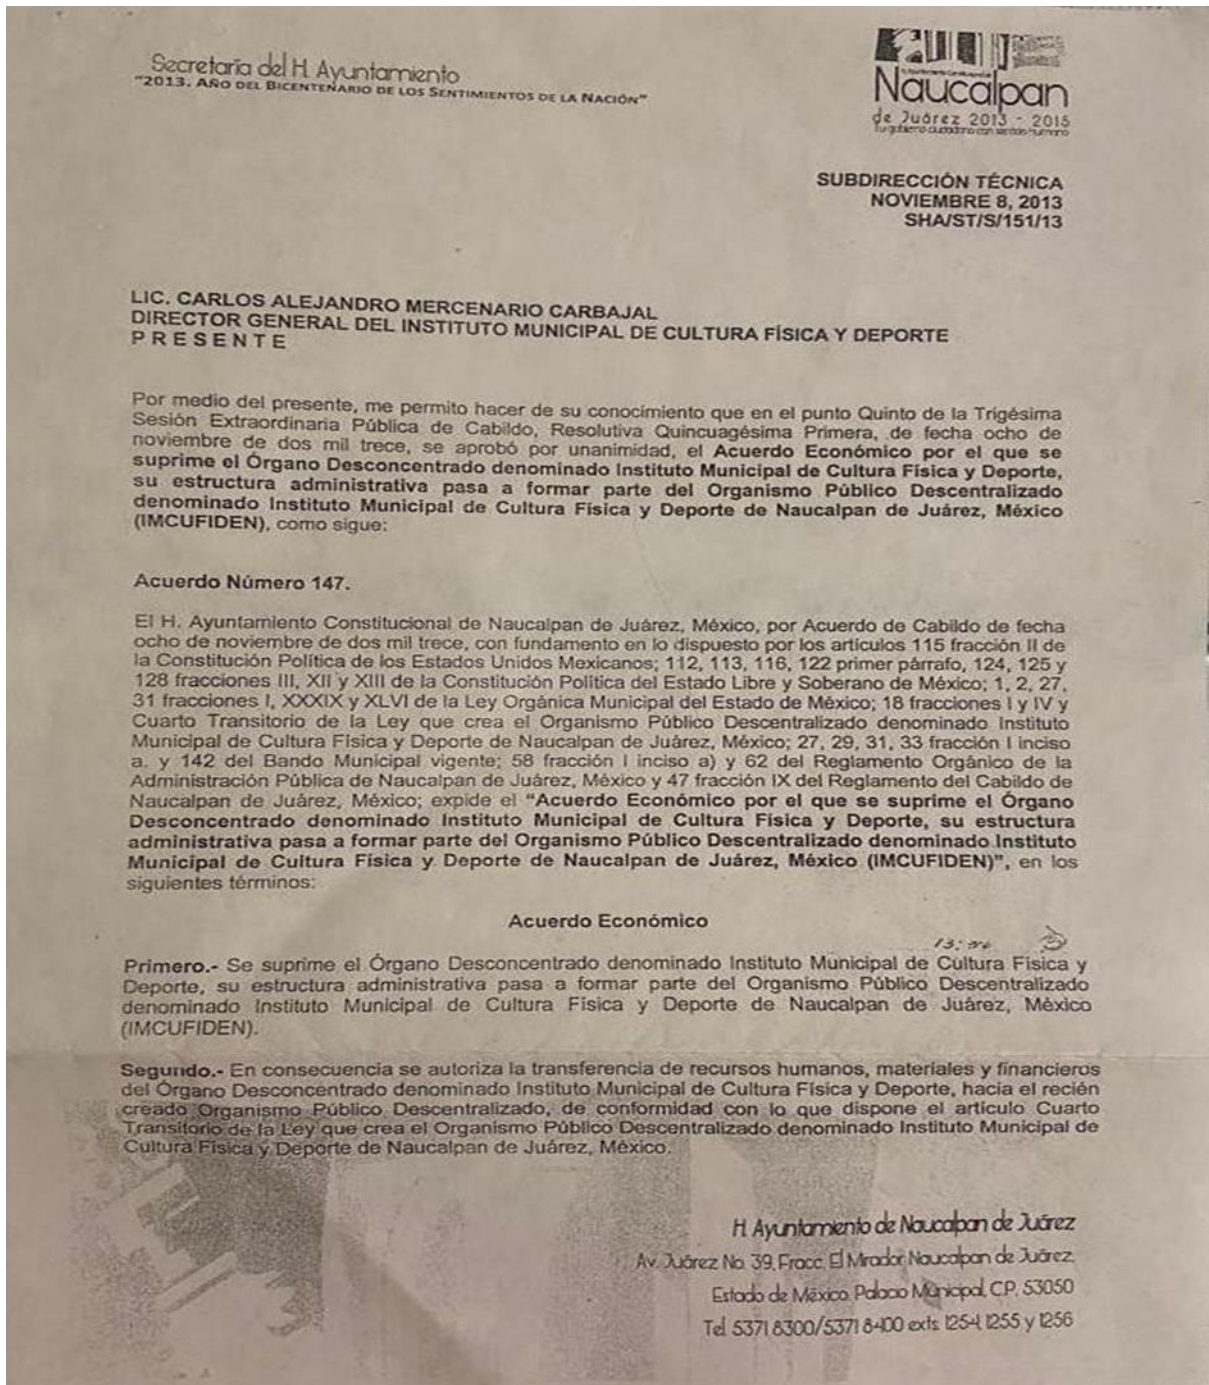 Secretaría del H. Ayuntamiento
"2013. AÑO DEL BICENTENARIO DE LOS SENTIMIENTOS DE LA NACIÓN"
Naucalpan
de Juárez 2013 - 2015
Tu gobierno ciudadano con sentido humano
SUBDIRECCIÓN TÉCNICA
NOVIEMBRE 8, 2013
SHA/ST/S/151/13
LIC. CARLOS ALEJANDRO MERCENARIO CARBAJAL
DIRECTOR GENERAL DEL INSTITUTO MUNICIPAL DE CULTURA FÍSICA Y DEPORTE
P R E S E N T E
Por medio del presente, me permito hacer de su conocimiento que en el punto Quinto de la Trigésima
Sesión Extraordinaria Pública de Cabildo, Resolutiva Quincuagésima Primera, de fecha ocho de
noviembre de dos mil trece, se aprobó por unanimidad, el Acuerdo Económico por el que se
suprime el Órgano Desconcentrado denominado Instituto Municipal de Cultura Física y Deporte,
su estructura administrativa pasa a formar parte del Organismo Público Descentralizado
denominado Instituto Municipal de Cultura Física y Deporte de Naucalpan de Juárez, México
(IMCUFIDEN), como sigue:
Acuerdo Número 147.
El H. Ayuntamiento Constitucional de Naucalpan de Juárez, México, por Acuerdo de Cabildo de fecha
ocho de noviembre de dos mil trece, con fundamento en lo dispuesto por los artículos 115 fracción II de
la Constitución Política de los Estados Unidos Mexicanos; 112, 113, 116, 122 primer párrafo, 124, 125 y
128 fracciones III, XII y XIII de la Constitución Política del Estado Libre y Soberano de México; 1, 2, 27,
31 fracciones I, XXXIX y XLVI de la Ley Orgánica Municipal del Estado de México; 18 fracciones I y IV y
Cuarto Transitorio de la Ley que crea el Organismo Público Descentralizado denominado Instituto
Municipal de Cultura Física y Deporte de Naucalpan de Juárez, México; 27, 29, 31, 33 fracción I inciso
a. y 142 del Bando Municipal vigente; 58 fracción I inciso a) y 62 del Reglamento Orgánico de la
Administración Pública de Naucalpan de Juárez, México y 47 fracción IX del Reglamento del Cabildo de
Naucalpan de Juárez, México; expide el "Acuerdo Económico por el que se suprime el Órgano
Desconcentrado denominado Instituto Municipal de Cultura Física y Deporte, su estructura
administrativa pasa a formar parte del Organismo Público Descentralizado denominado Instituto
Municipal de Cultura Física y Deporte de Naucalpan de Juárez, México (IMCUFIDEN)", en los
siguientes términos:
Acuerdo Económico
Primero.- Se suprime el Órgano Desconcentrado denominado Instituto Municipal de Cultura Física y
Deporte, su estructura administrativa pasa a formar parte del Organismo Público Descentralizado
denominado Instituto Municipal de Cultura Física y Deporte de Naucalpan de Juárez, México
(IMCUFIDEN).
Segundo.- En consecuencia se autoriza la transferencia de recursos humanos, materiales y financieros
del Órgano Desconcentrado denominado Instituto Municipal de Cultura Física y Deporte, hacia el recién
creado Organismo Público Descentralizado, de conformidad con lo que dispone el artículo Cuarto
Transitorio de la Ley que crea el Organismo Público Descentralizado denominado Instituto Municipal de
Cultura Física y Deporte de Naucalpan de Juárez, México.
H. Ayuntamiento de Naucalpan de Juárez
Av. Juárez No. 39, Fracc. El Mirador, Naucalpan de Juárez,
Estado de México. Palacio Municipal, C.P. 53050
Tel. 5371 8300/5371 8400 exts. 1254, 1255 y 1256